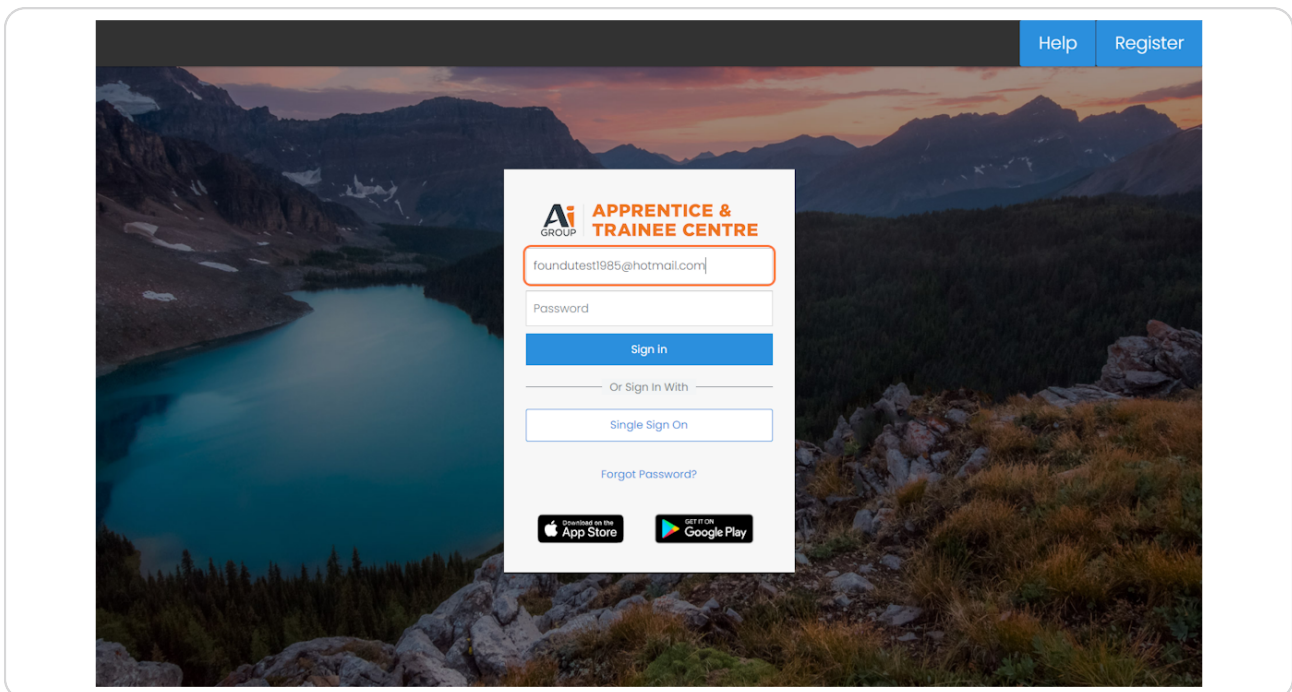 Help Register
Ai GROUP
APPRENTICE &
TRAINEE CENTRE
foundutest1985@hotmail.com
Password
Sign in
Or Sign In With
Single Sign On
Forgot Password?
Download on the
App Store
GET IT ON
Google Play